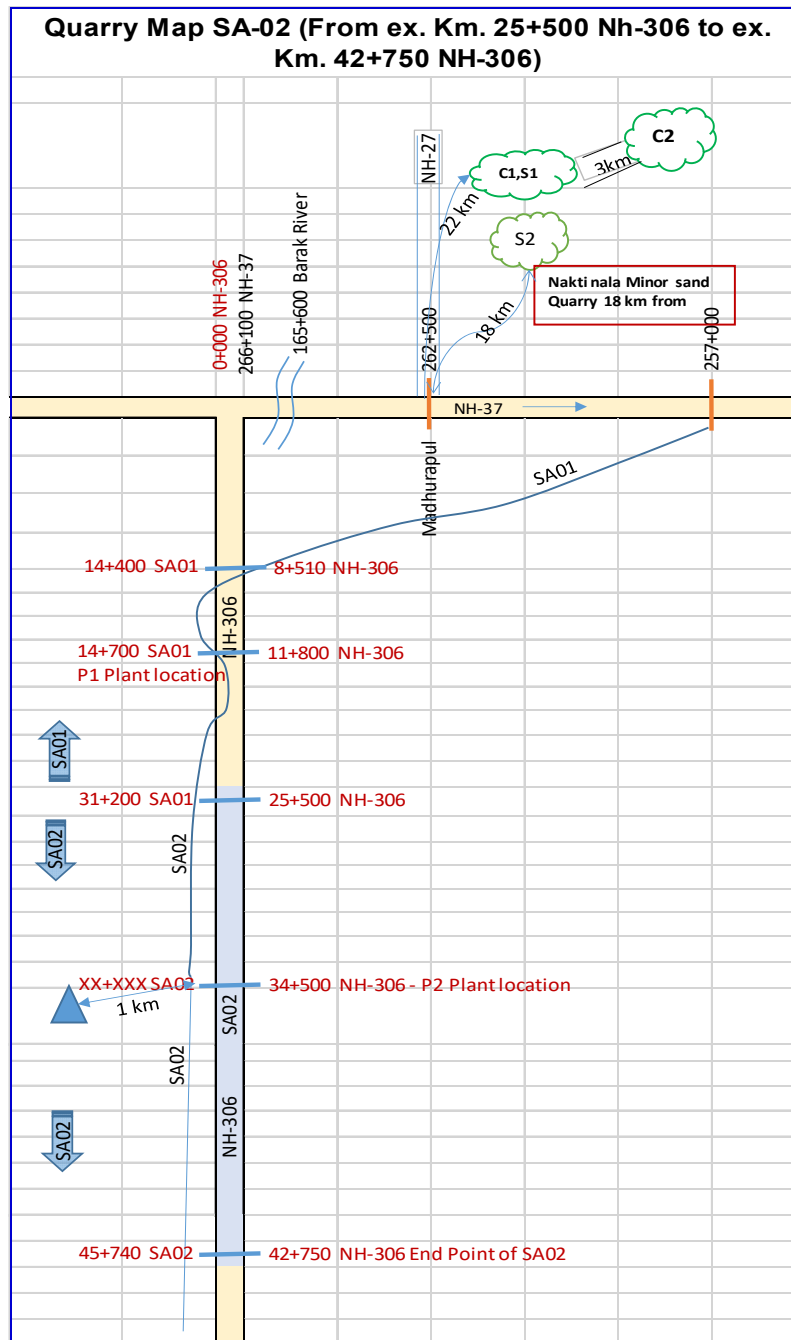 Quarry Map SA-02 (From ex. Km. 25+500 Nh-306 to ex.
Km. 42+750 NH-306)
NH-27
C2
C1,S1
3km
22 km
S2
Nakti nala Minor sand
Quarry 18 km from
18 km
0+000 NH-306
266+100 NH-37
165+600 Barak River
262+500
257+000
NH-37
Madhurapul
SA01
14+400 SA01
8+510 NH-306
NH-306
14+700 SA01
11+800 NH-306
P1 Plant location
SA01
31+200 SA01
25+500 NH-306
SA02
SA02
XX+XXX SA02
34+500 NH-306 - P2 Plant location
1 km
SA02
SA02
NH-306
SA02
45+740 SA02
42+750 NH-306 End Point of SA02